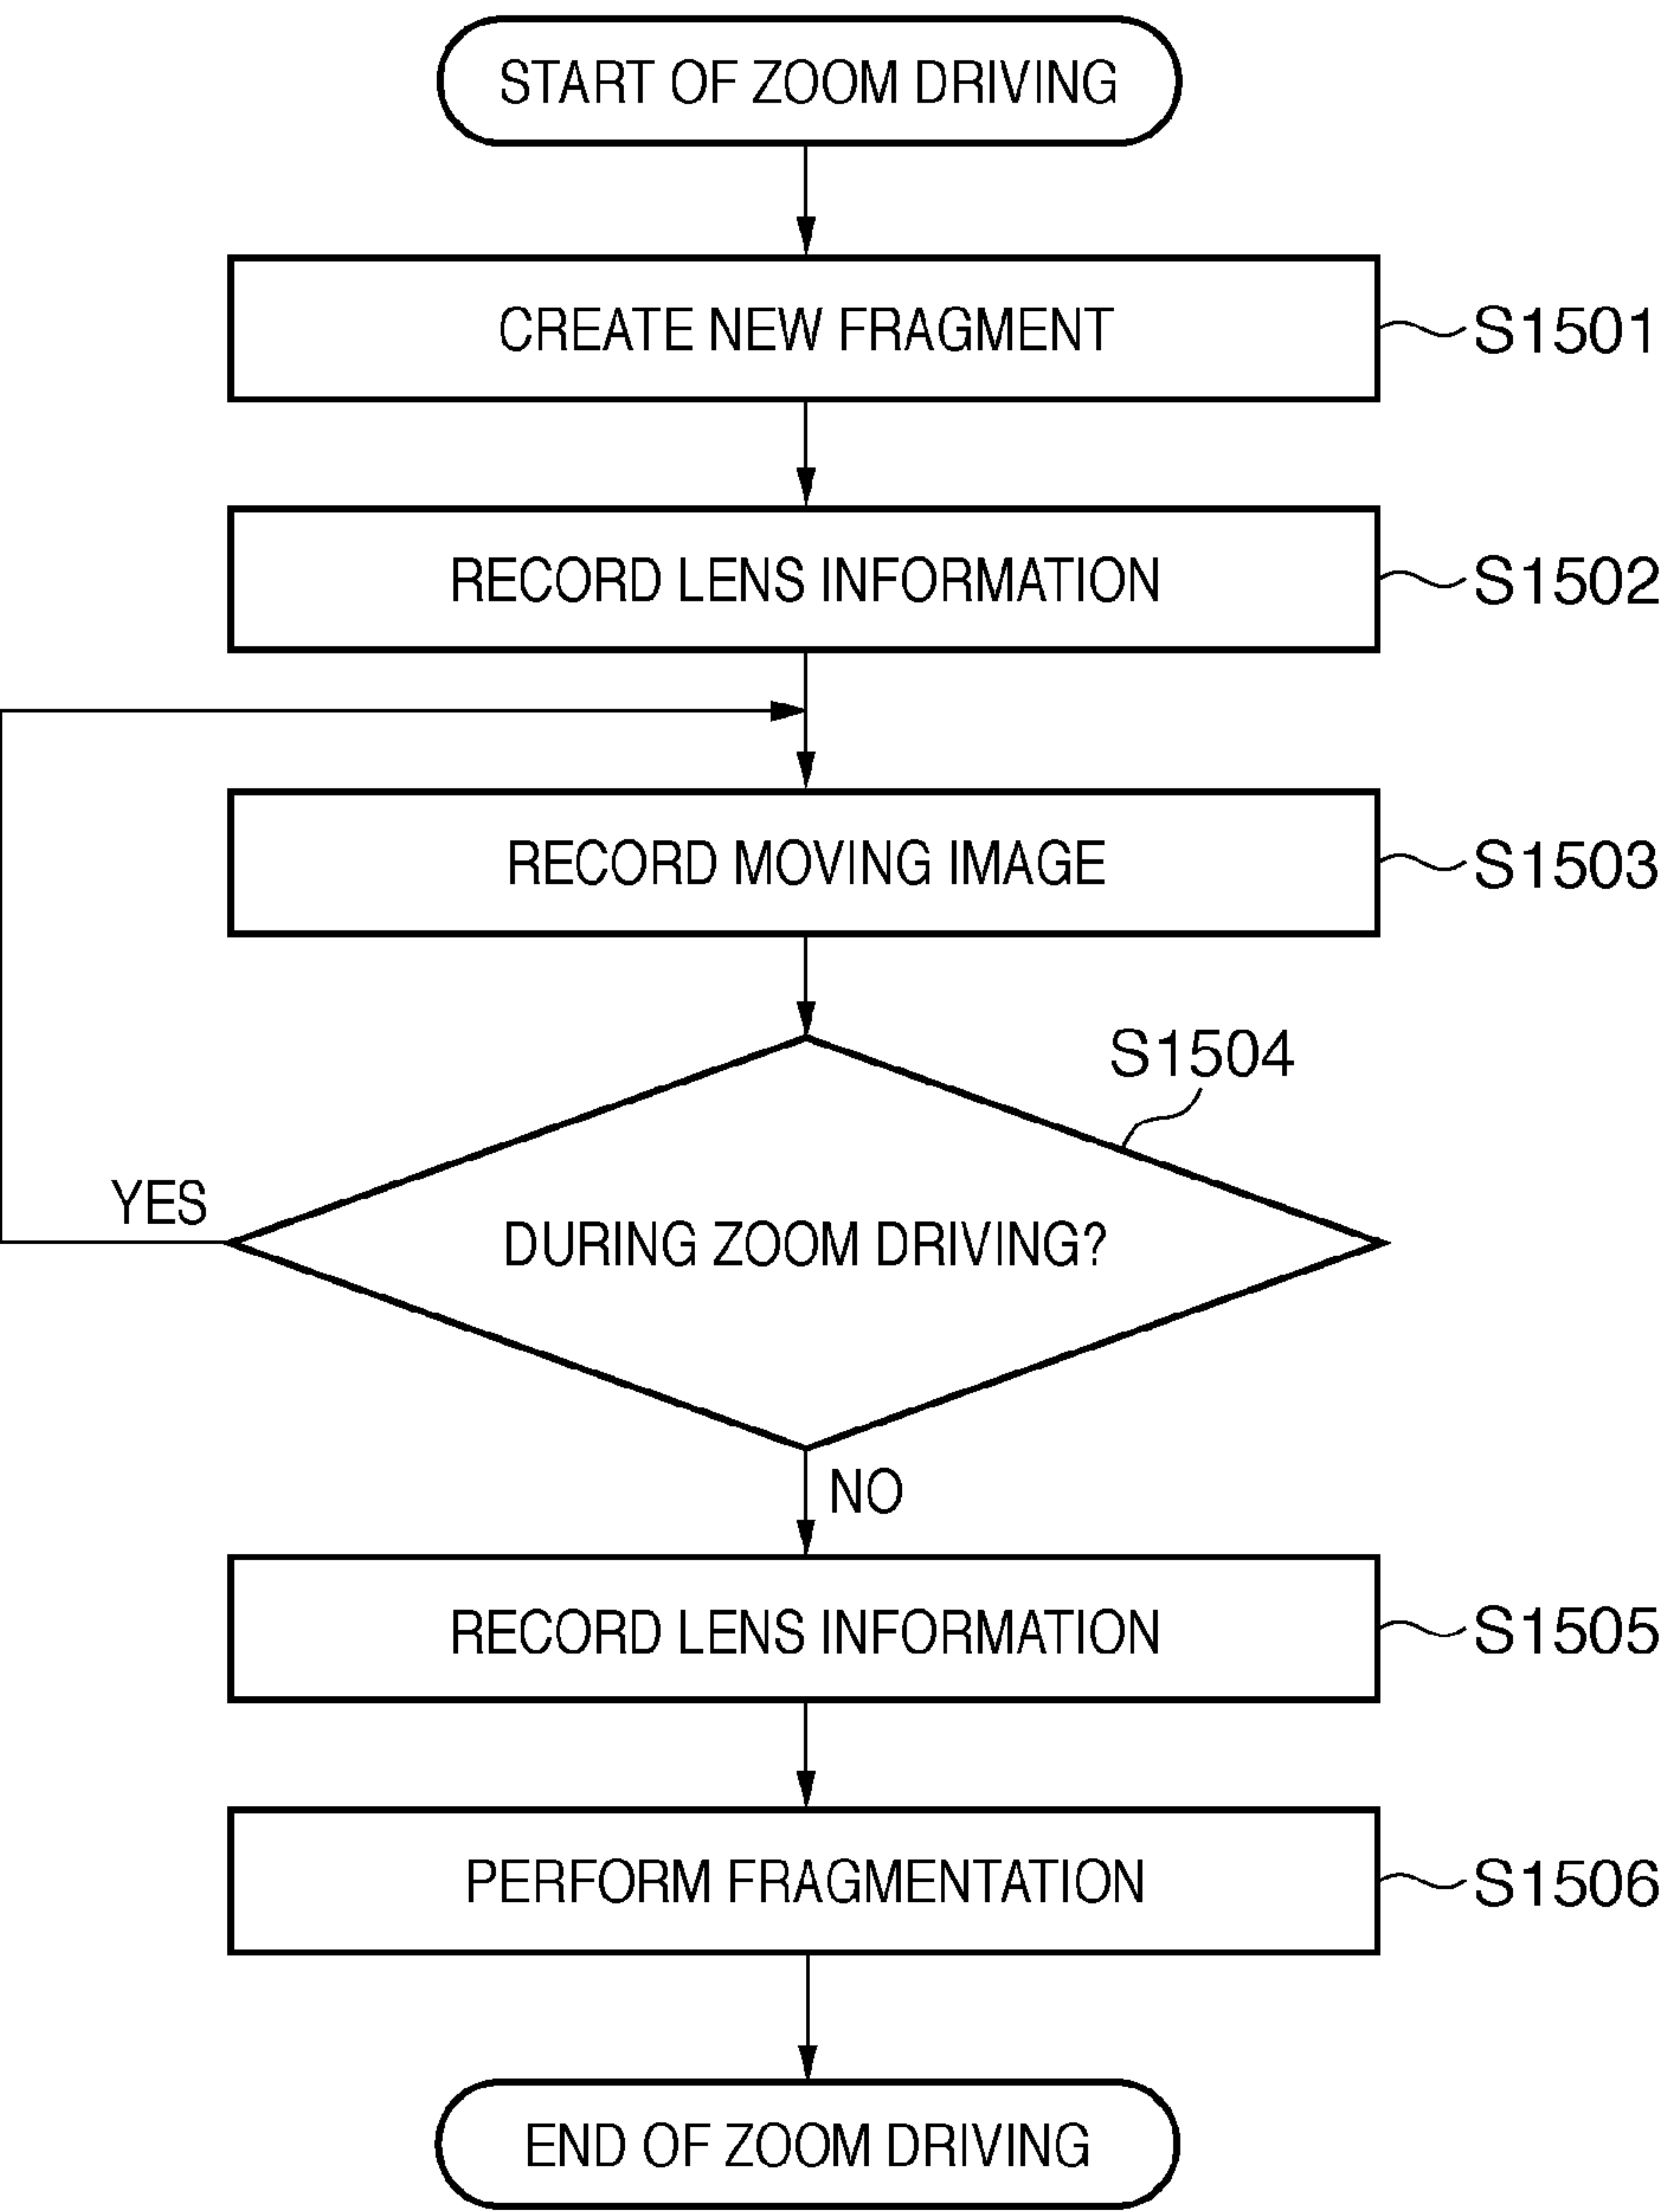 START OF ZOOM DRIVING
CREATE NEW FRAGMENT
S1501
RECORD LENS INFORMATION
S1502
RECORD MOVING IMAGE
S1503
S1504
YES
DURING ZOOM DRIVING?
NO
RECORD LENS INFORMATION
S1505
PERFORM FRAGMENTATION
S1506
END OF ZOOM DRIVING